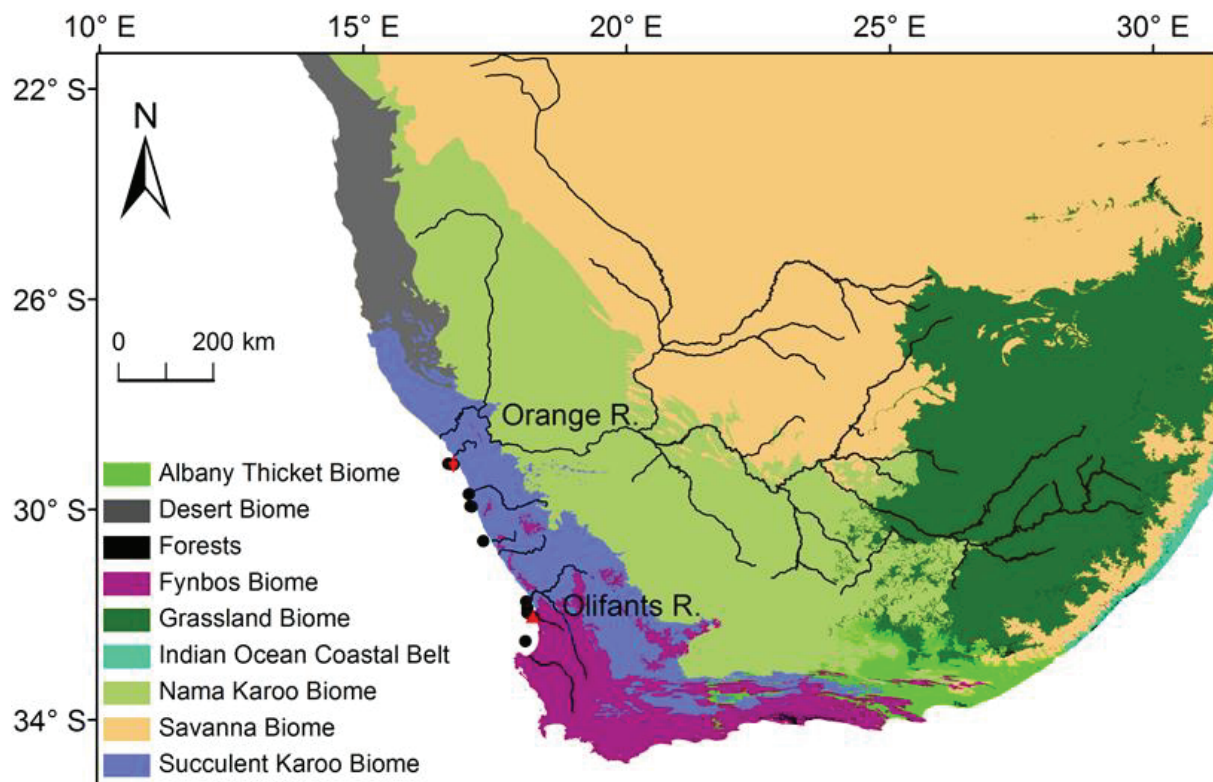 10° E 15° E 20° E 25° E 30° E
22° S
N
26° S
0 200 km
Orange R.
30° S
Olifants R.
34° S
Albany Thicket Biome
Desert Biome
Forests
Fynbos Biome
Grassland Biome
Indian Ocean Coastal Belt
Nama Karoo Biome
Savanna Biome
Succulent Karoo Biome